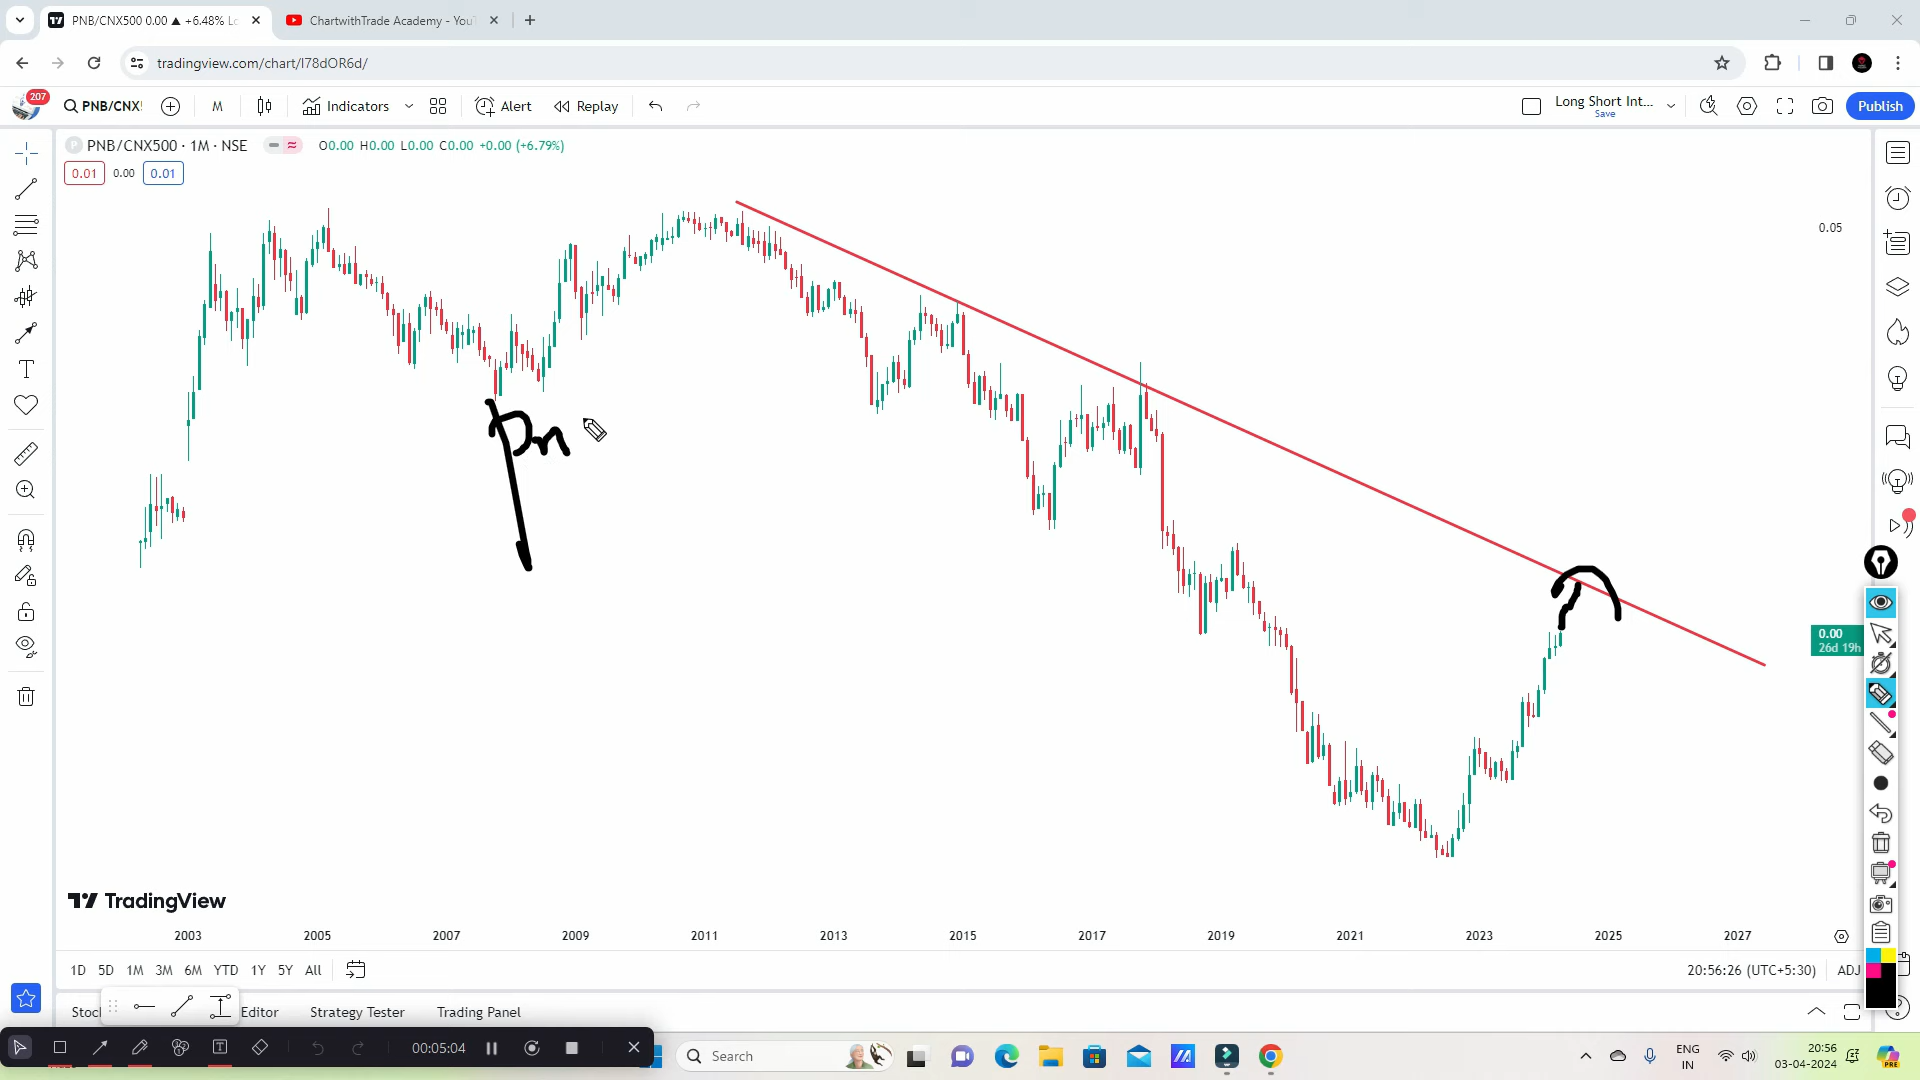 PNB/CNX500 0.00 ▲ +6.48% Lo
ChartwithTrade Academy - You
tradingview.com/chart/I78dOR6d/
207
PNB/CNX
M
Indicators
Alert
Replay
Long Short Int...
Save
Publish
PNB/CNX500 · 1M · NSE
O0.00 H0.00 L0.00 C0.00 +0.00 (+6.79%)
0.01
0.00
0.01
0.05
Pn
0.00
26d 19h
TradingView
2003
2005
2007
2009
2011
2013
2015
2017
2019
2021
2023
2025
2027
1D
5D
1M
3M
6M
YTD
1Y
5Y
All
20:56:26 (UTC+5:30)
ADJ
Stoc
Editor
Strategy Tester
Trading Panel
00:05:04
Search
ENG
IN
20:56
03-04-2024
PRE